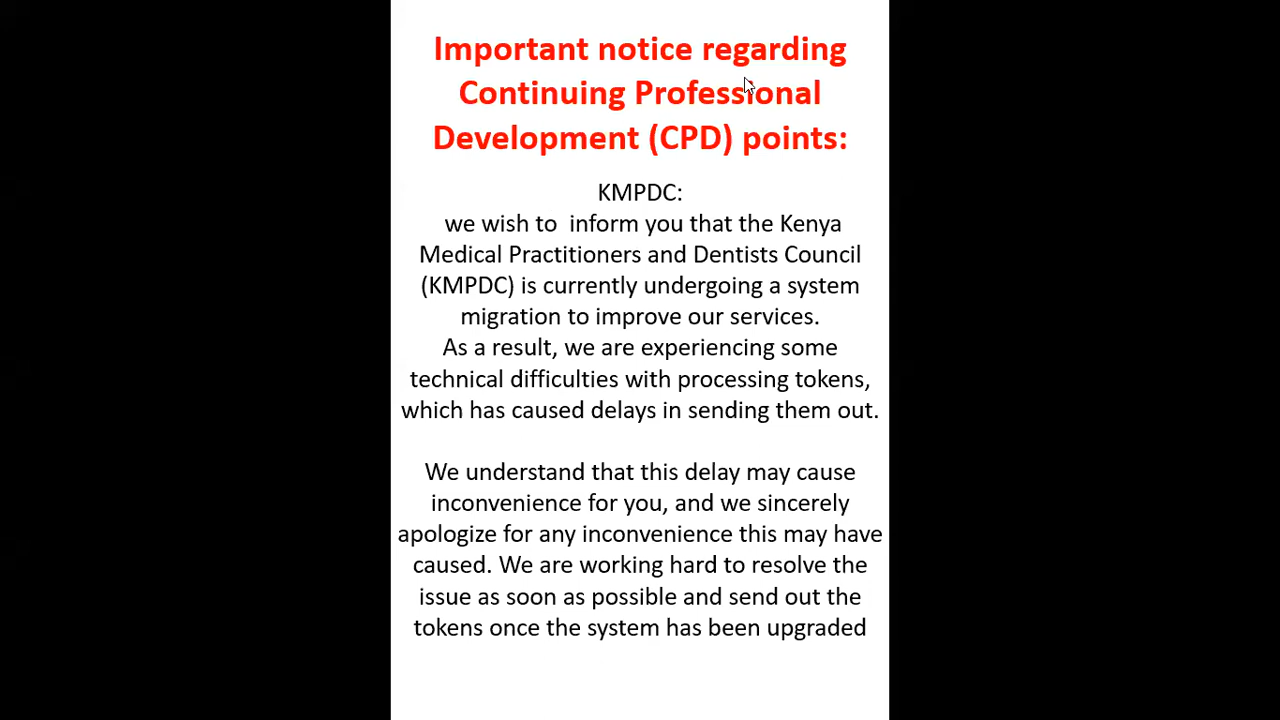 Important notice regarding
Continuing Professional
Development (CPD) points:
KMPDC:
we wish to  inform you that the Kenya
Medical Practitioners and Dentists Council
(KMPDC) is currently undergoing a system
migration to improve our services.
As a result, we are experiencing some
technical difficulties with processing tokens,
which has caused delays in sending them out.
We understand that this delay may cause
inconvenience for you, and we sincerely
apologize for any inconvenience this may have
caused. We are working hard to resolve the
issue as soon as possible and send out the
tokens once the system has been upgraded